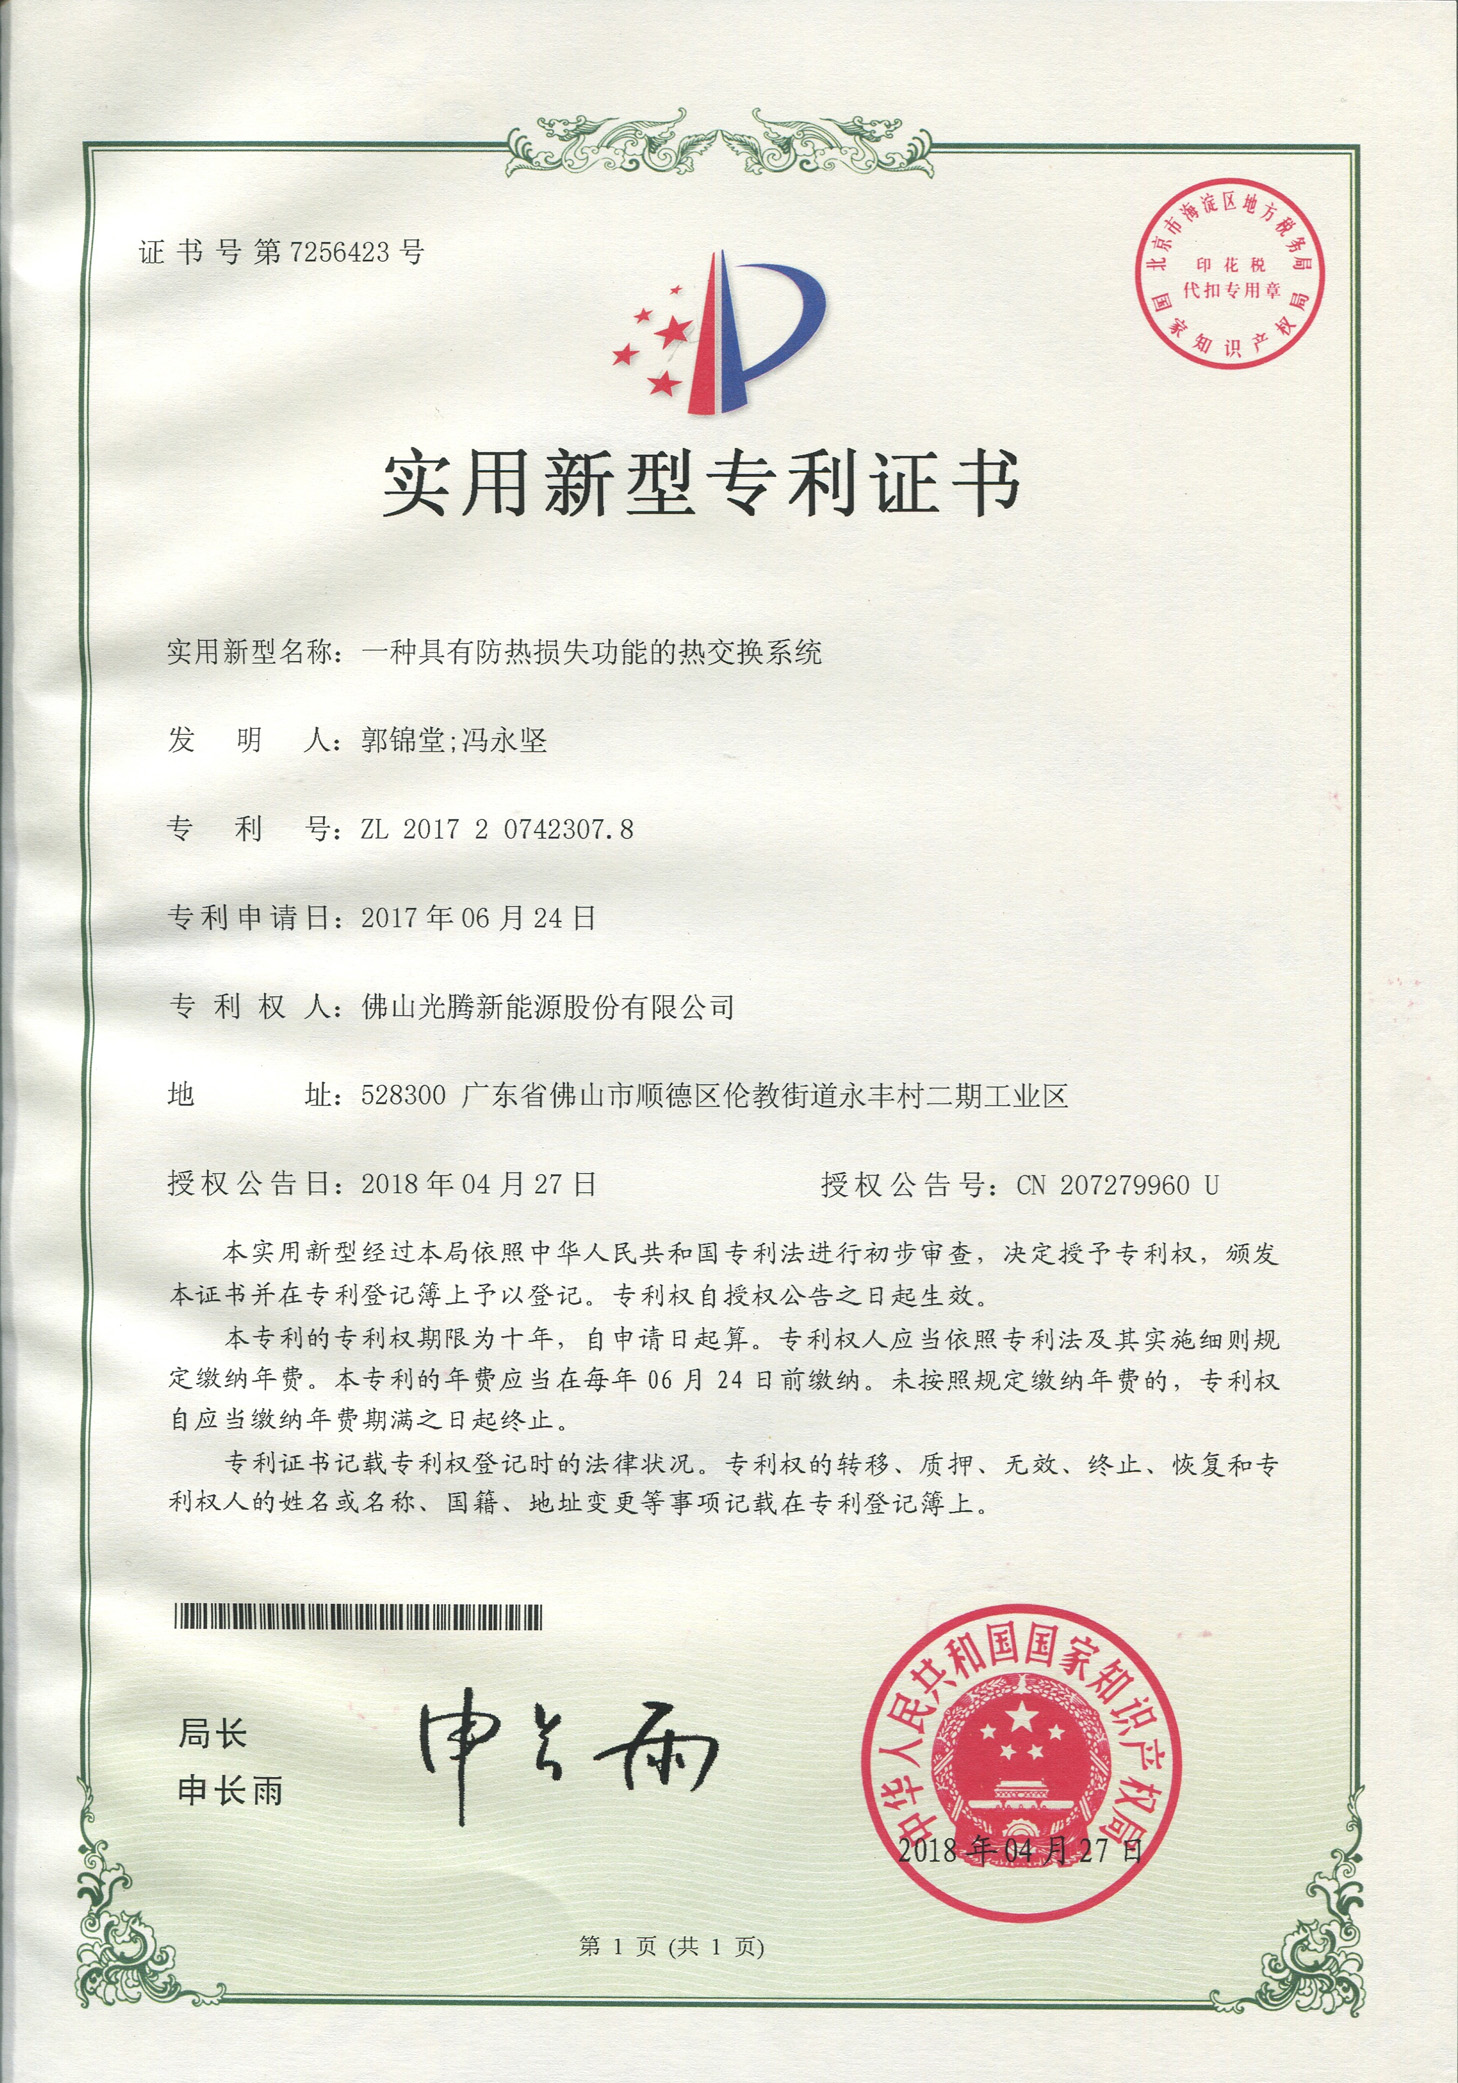 证书号第7256423号
北京市海淀区地方税务局
印花税
代扣专用章
国家知识产权局
实用新型专利证书
实用新型名称：一种具有防热损失功能的热交换系统
发明人：郭锦堂;冯永坚
专利号：ZL 2017 2 0742307.8
专利申请日：2017年06月24日
专利权人：佛山光腾新能源股份有限公司
地址：528300 广东省佛山市顺德区伦教街道永丰村二期工业区
授权公告日：2018年04月27日 授权公告号：CN 207279960 U
本实用新型经过本局依照中华人民共和国专利法进行初步审查，决定授予专利权，颁发
本证书并在专利登记簿上予以登记。专利权自授权公告之日起生效。
本专利的专利权期限为十年，自申请日起算。专利权人应当依照专利法及其实施细则规
定缴纳年费。本专利的年费应当在每年06月24日前缴纳。未按照规定缴纳年费的，专利权
自应当缴纳年费期满之日起终止。
专利证书记载专利权登记时的法律状况。专利权的转移、质押、无效、终止、恢复和专
利权人的姓名或名称、国籍、地址变更等事项记载在专利登记簿上。
局长
申长雨
申长雨
中华人民共和国国家知识产权局
2018年04月27日
第 1 页 (共 1 页)